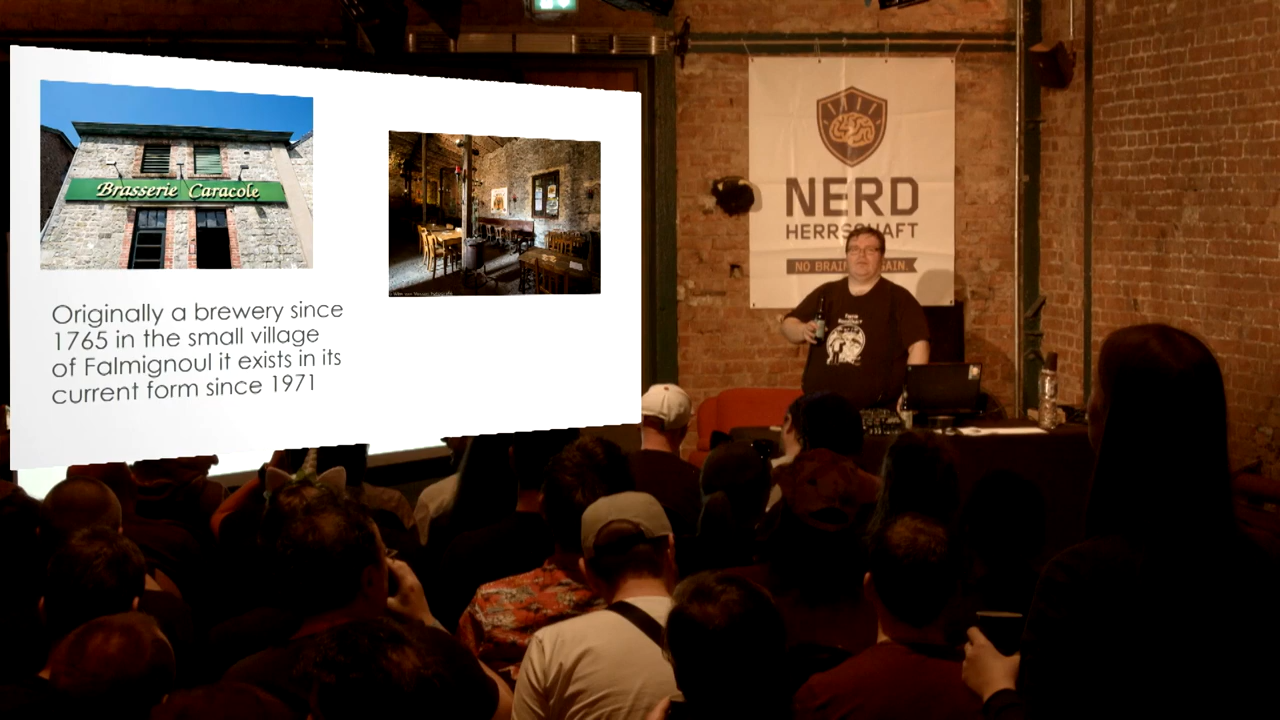 Brasserie Caracole
Originally a brewery since
1765 in the small village
of Falmignoul it exists in its
current form since 1971
NERD
HERRSCHAFT